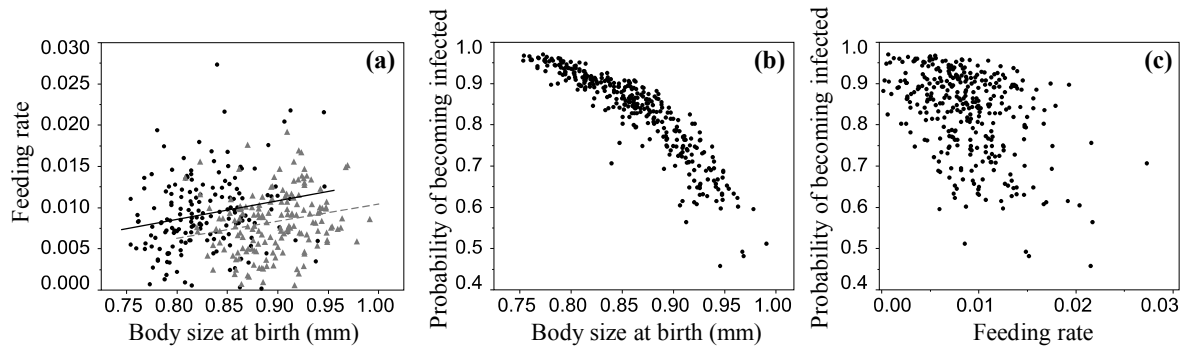 (a)
Feeding rate
0.030
0.025
0.020
0.015
0.010
0.005
0.000
0.75 0.80 0.85 0.90 0.95 1.00
Body size at birth (mm)
(b)
Probability of becoming infected
1.0
0.9
0.8
0.7
0.6
0.5
0.4
0.75 0.80 0.85 0.90 0.95 1.00
Body size at birth (mm)
(c)
Probability of becoming infected
1.0
0.9
0.8
0.7
0.6
0.5
0.4
0.00 0.01 0.02 0.03
Feeding rate